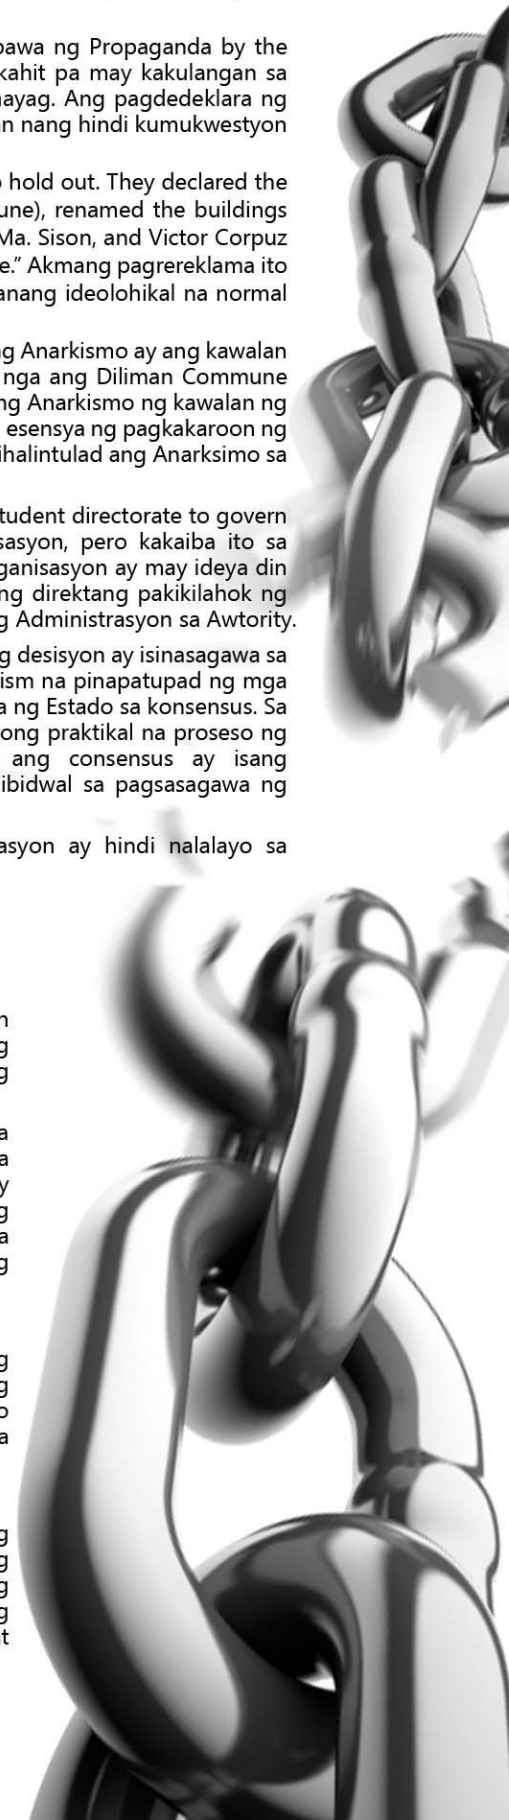 bawa ng Propaganda by the
kahit pa may kakulangan sa
ayag. Ang pagdedeklara ng
n nang hindi kumukwestyon
hold out. They declared the
une), renamed the buildings
Ma. Sison, and Victor Corpuz
e.” Akmang pagrereklama ito
anang ideolohikal na normal
g Anarkismo ay ang kawalan
nga ang Diliman Commune
ng Anarkismo ng kawalan ng
esensya ng pagkakaroon ng
ihalintulad ang Anarksimo sa
tudent directorate to govern
sasyon, pero kakaiba ito sa
ganisasyon ay may ideya din
ng direktang pakikilahok ng
g Administrasyon sa Awtority.
g desisyon ay isinasagawa sa
ism na pinapatupad ng mga
a ng Estado sa konsensus. Sa
ong praktikal na proseso ng
ang consensus ay isang
ibidwal sa pagsasagawa ng
asyon ay hindi nalalayo sa
n
g
g
a
a
y
g
a
g
g
g
o
a
g
g
g
g
t